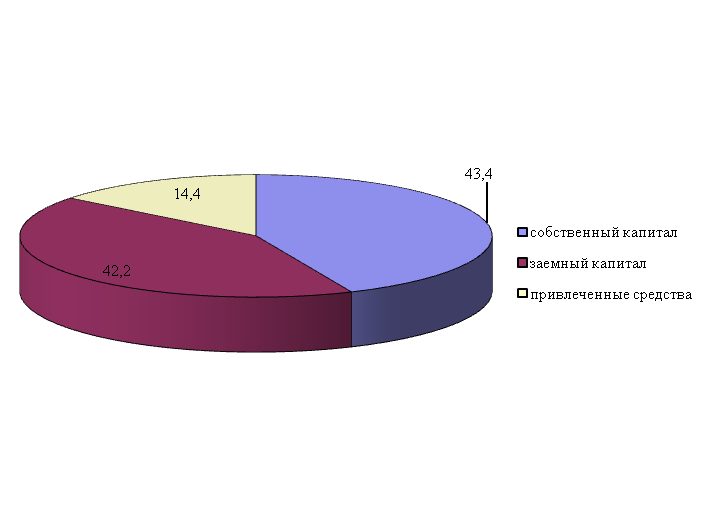 43,4
14,4
42,2
собственный капитал
заемный капитал
привлеченные средства